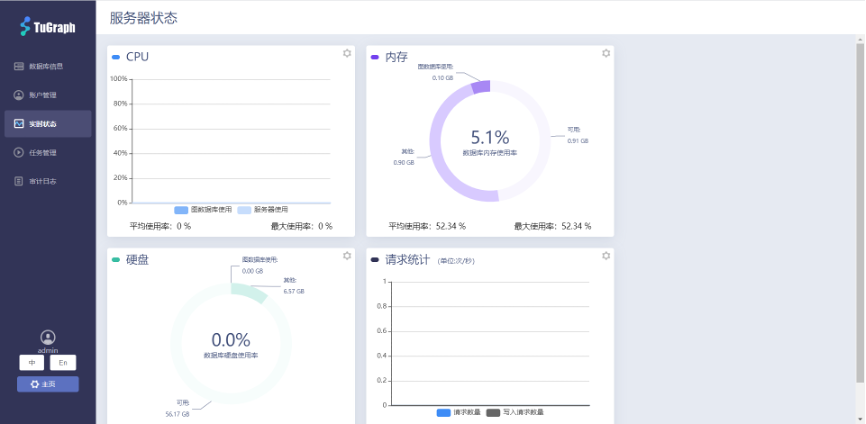 TuGraph
数据库信息
账户管理
实时状态
任务管理
审计日志
admin
中
En
主页
服务器状态
CPU
100%
80%
60%
40%
20%
0%
图数据库使用
服务器使用
平均使用率: 0 %
最大使用率: 0 %
内存
图数据库使用:
0.10 GB
其他:
0.90 GB
可用:
0.91 GB
5.1%
数据库内存使用率
平均使用率: 52.34 %
最大使用率: 52.34 %
硬盘
图数据库使用:
0.00 GB
其他:
6.57 GB
0.0%
数据库硬盘使用率
可用:
56.17 GB
请求统计 (单位:次/秒)
1
0.8
0.6
0.4
0.2
0
请求数量
写入请求数量